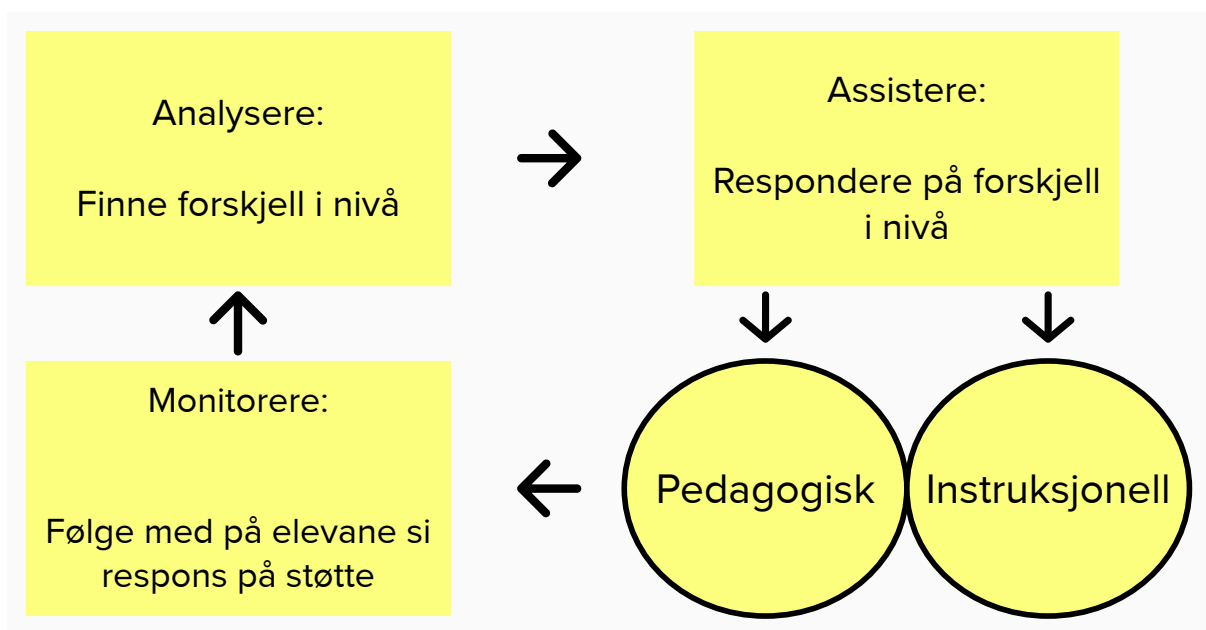 Analysere:
Finne forskjell i nivå
Assistere:
Respondere på forskjell
i nivå
Pedagogisk
Instruksjonell
Monitorere:
Følge med på elevane si
respons på støtte